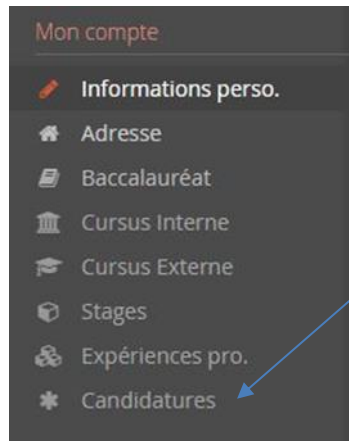 Mon compte
Informations perso.
Adresse
Baccalauréat
Cursus Interne
Cursus Externe
Stages
Expériences pro.
Candidatures